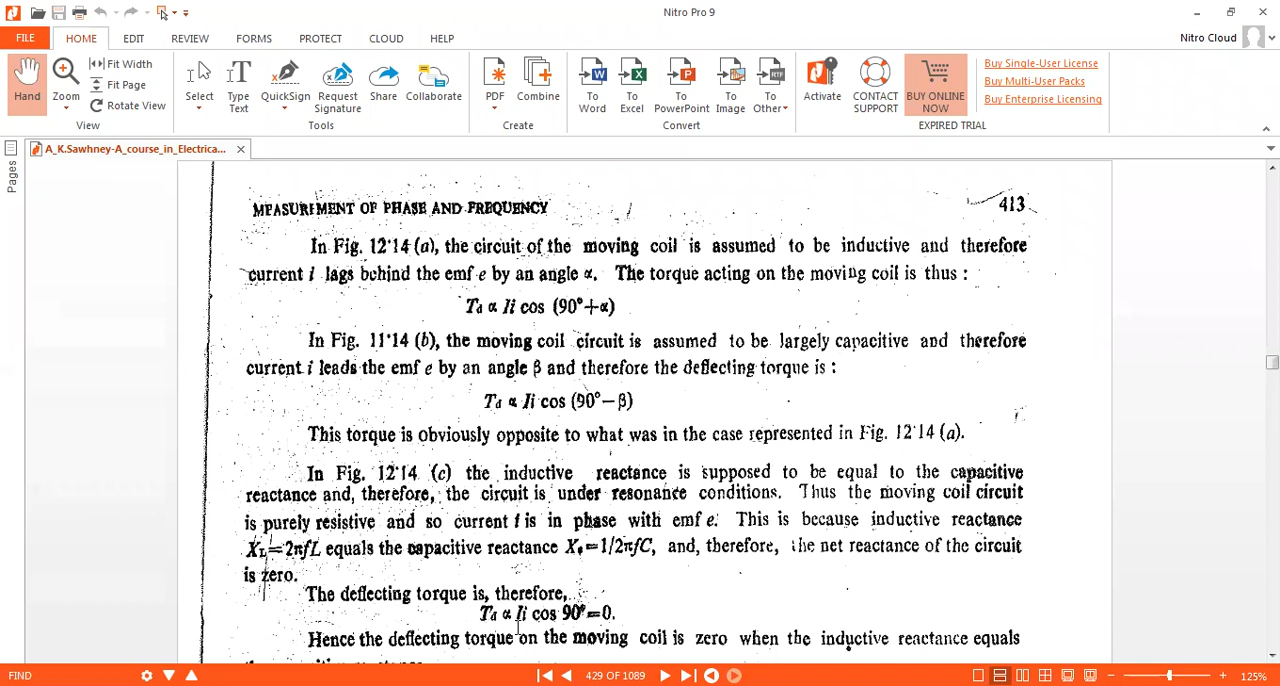 Nitro Pro 9
FILE HOME EDIT REVIEW FORMS PROTECT CLOUD HELP
Nitro Cloud
Hand
Zoom
Fit Width
Fit Page
Rotate View
View
Select
Type Text
QuickSign
Request Signature
Share
Collaborate
Tools
PDF
Combine
Create
To Word
To Excel
To PowerPoint
To Image
To Other
Convert
Activate
CONTACT SUPPORT
BUY ONLINE NOW
Buy Single-User License
Buy Multi-User Packs
Buy Enterprise Licensing
EXPIRED TRIAL
Pages
A_K.Sawhney-A_course_in_Electrica...
MEASUREMENT OF PHASE AND FREQUENCY 413
In Fig. 12·14 (a), the circuit of the moving coil is assumed to be inductive and therefore
current i lags behind the emf e by an angle α. The torque acting on the moving coil is thus :
Td ∝ Ii cos (90°+α)
In Fig. 11·14 (b), the moving coil circuit is assumed to be largely capacitive and therefore
current i leads the emf e by an angle β and therefore the deflecting torque is :
Td ∝ Ii cos (90°−β)
This torque is obviously opposite to what was in the case represented in Fig. 12·14 (a).
In Fig. 12·14 (c) the inductive reactance is supposed to be equal to the capacitive
reactance and, therefore, the circuit is under resonance conditions. Thus the moving coil circuit
is purely resistive and so current i is in phase with emf e. This is because inductive reactance
XL=2πfL equals the capacitive reactance Xc=1/2πfC, and, therefore, the net reactance of the circuit
is zero.
The deflecting torque is, therefore,
Td ∝ Ii cos 90°=0.
Hence the deflecting torque on the moving coil is zero when the inductive reactance equals
FIND
429 OF 1089
125%